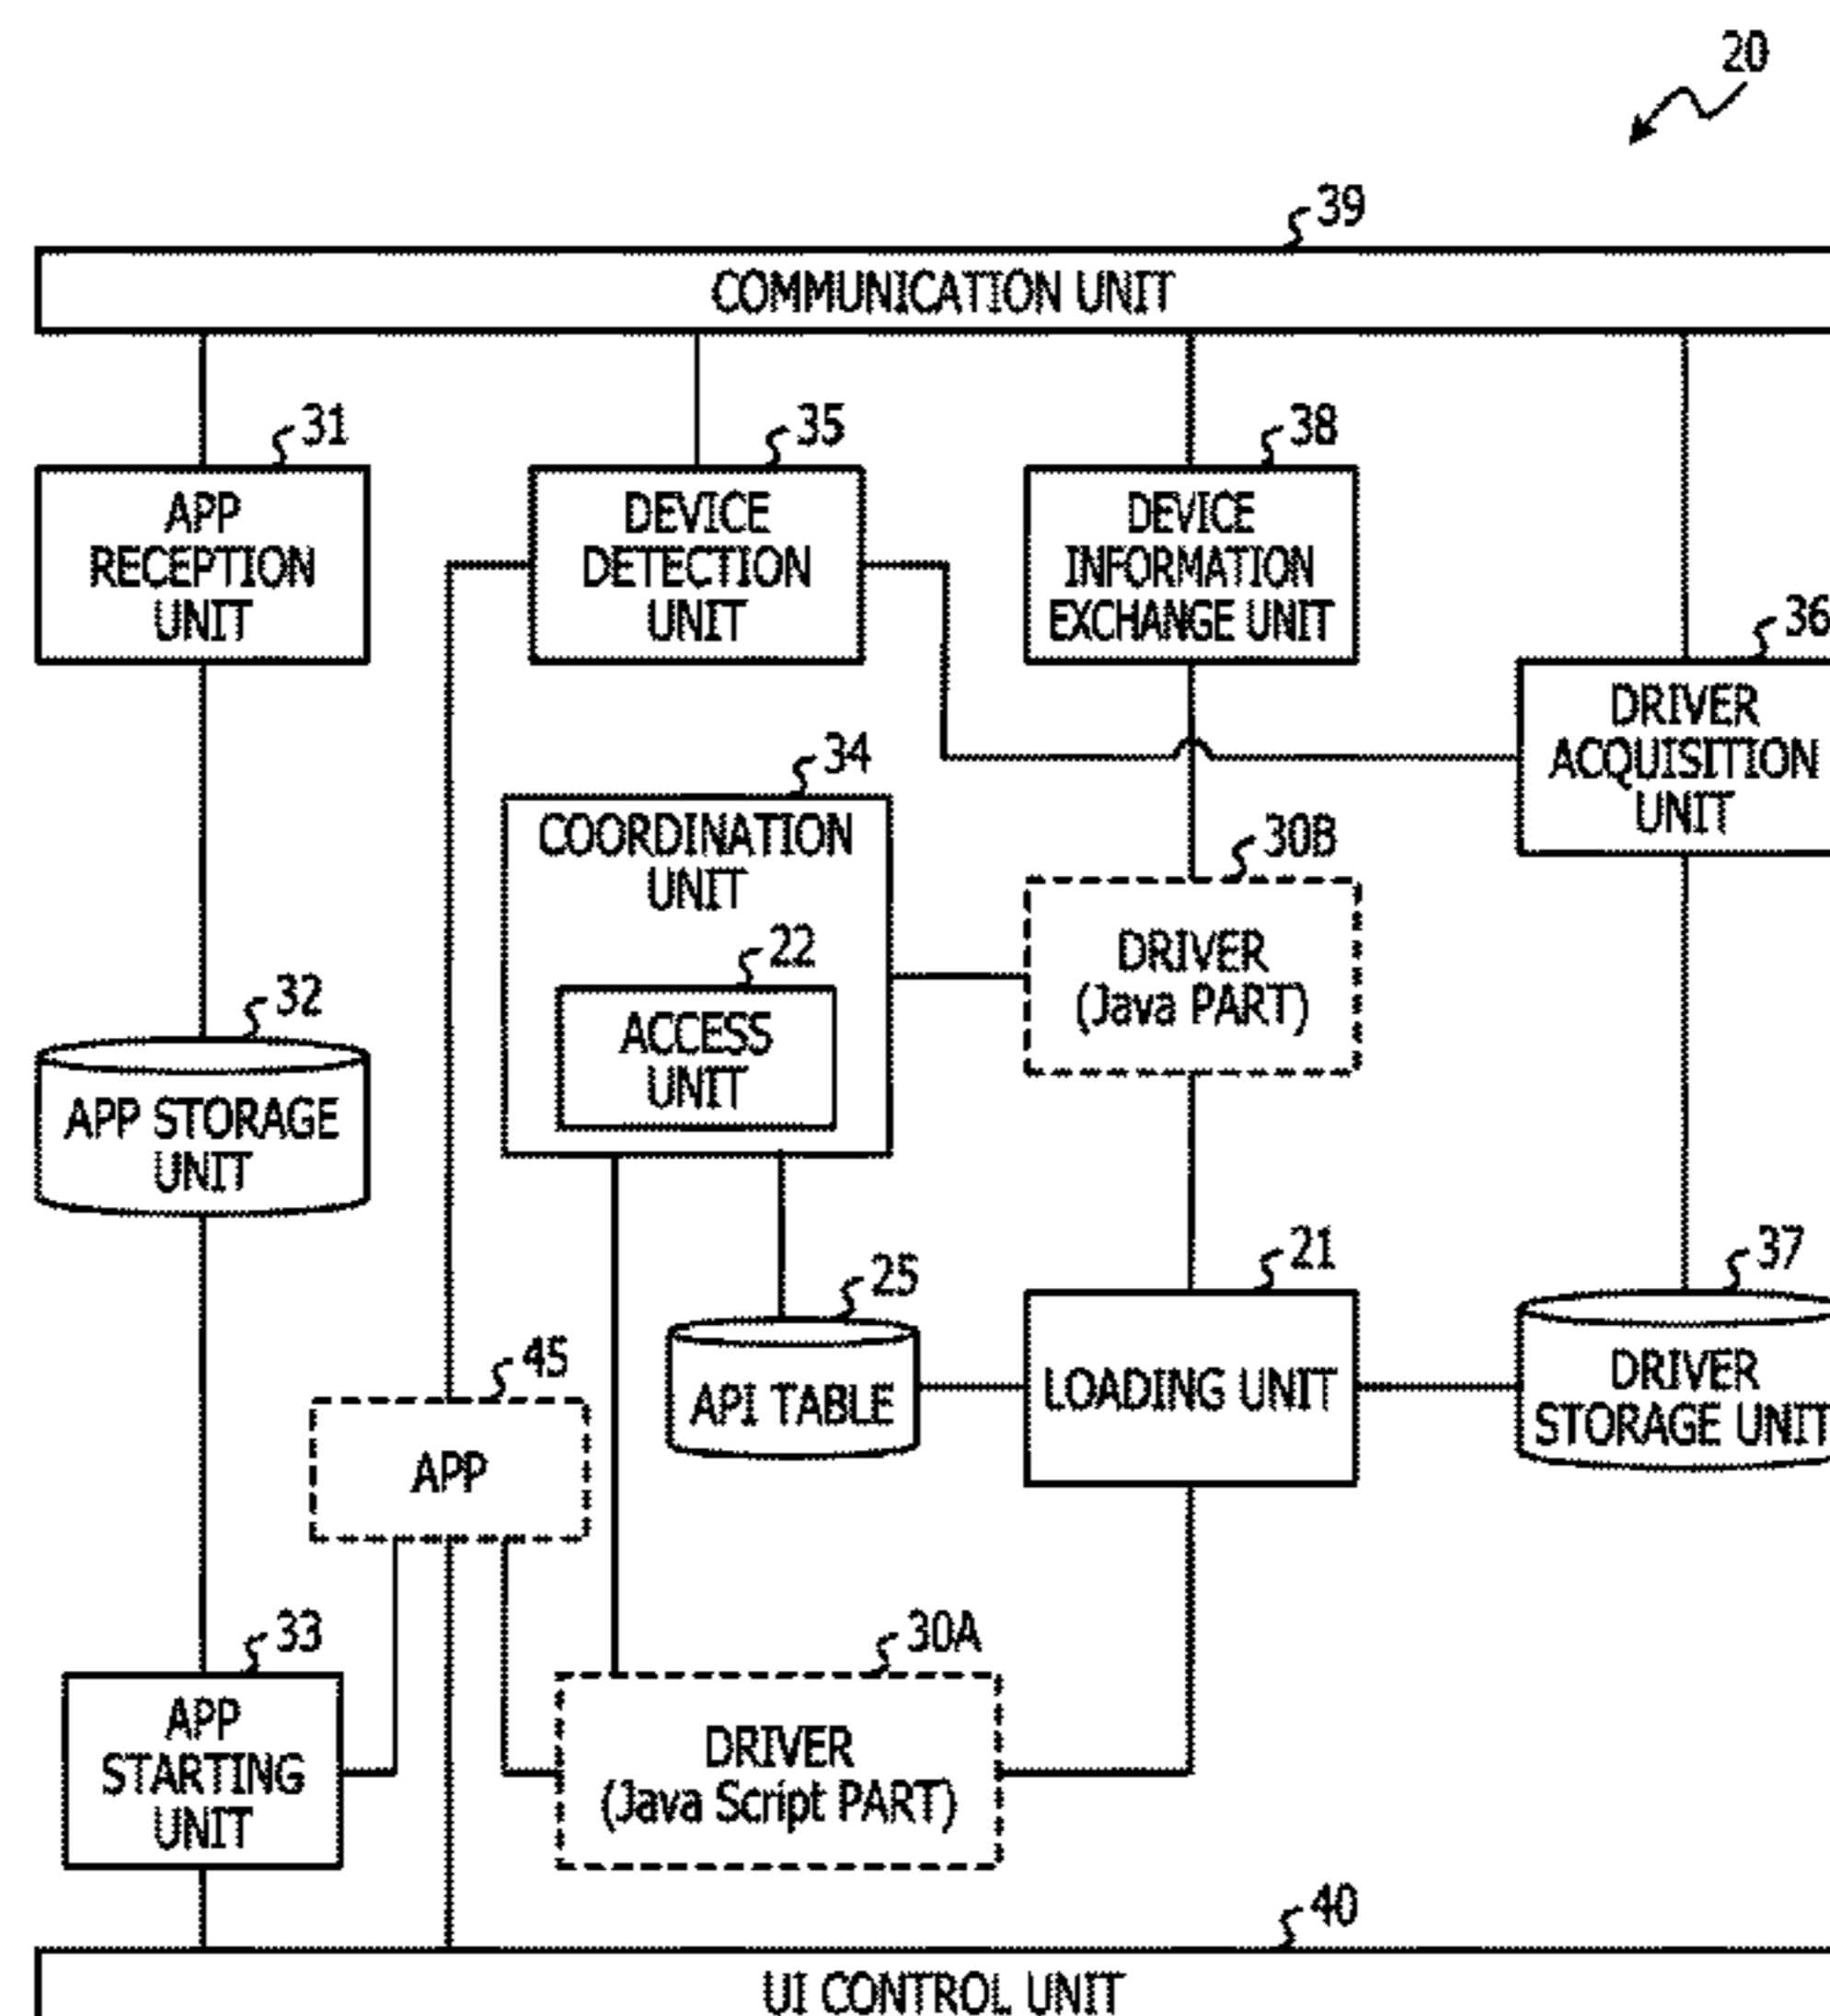 20
39
COMMUNICATION UNIT
31
APP
RECEPTION
UNIT
35
DEVICE
DETECTION
UNIT
38
DEVICE
INFORMATION
EXCHANGE UNIT
36
DRIVER
ACQUISITION
UNIT
34
COORDINATION
UNIT
22
ACCESS
UNIT
30B
DRIVER
(Java PART)
32
APP STORAGE
UNIT
25
API TABLE
21
LOADING UNIT
37
DRIVER
STORAGE UNIT
45
APP
33
APP
STARTING
UNIT
30A
DRIVER
(Java Script PART)
40
UI CONTROL UNIT